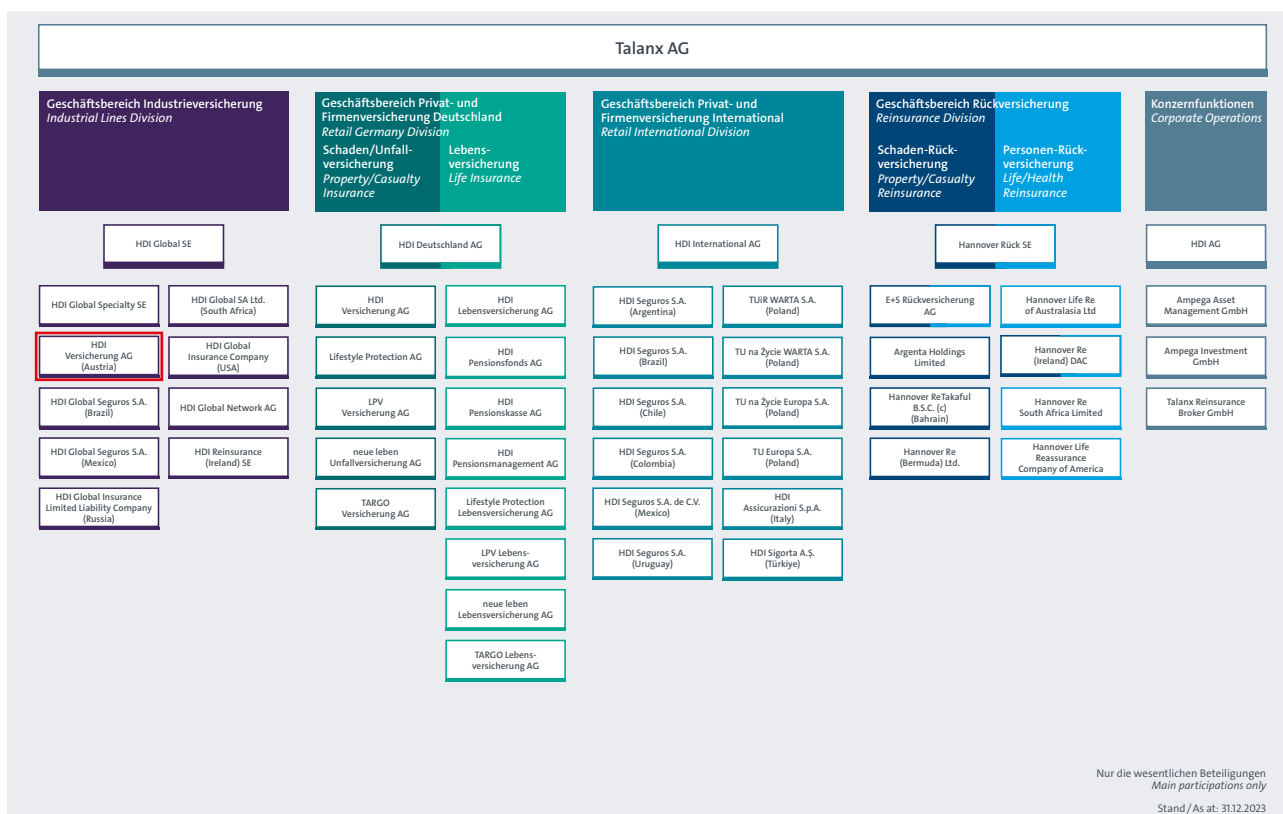 Talanx AG
Geschäftsbereich Industrieversicherung
Industrial Lines Division
Geschäftsbereich Privat- und
Firmenversicherung Deutschland
Retail Germany Division
Schaden/Unfall-
versicherung
Property/Casualty
Insurance
Lebens-
versicherung
Life Insurance
Geschäftsbereich Privat- und
Firmenversicherung International
Retail International Division
Geschäftsbereich Rückversicherung
Reinsurance Division
Schaden-Rück-
versicherung
Property/Casualty
Reinsurance
Personen-Rück-
versicherung
Life/Health
Reinsurance
Konzernfunktionen
Corporate Operations
HDI Global SE
HDI Deutschland AG
HDI International AG
Hannover Rück SE
HDI AG
HDI Global Specialty SE
HDI
Versicherung AG
(Austria)
HDI Global Seguros S.A.
(Brazil)
HDI Global Seguros S.A.
(Mexico)
HDI Global Insurance
Limited Liability Company
(Russia)
HDI Global SA Ltd.
(South Africa)
HDI Global
Insurance Company
(USA)
HDI Global Network AG
HDI Reinsurance
(Ireland) SE
HDI
Versicherung AG
Lifestyle Protection AG
LPV
Versicherung AG
neue leben
Unfallversicherung AG
TARGO
Versicherung AG
HDI
Lebensversicherung AG
HDI
Pensionsfonds AG
HDI
Pensionskasse AG
HDI
Pensionsmanagement AG
Lifestyle Protection
Lebensversicherung AG
LPV Lebens-
versicherung AG
neue leben
Lebensversicherung AG
TARGO Lebens-
versicherung AG
HDI Seguros S.A.
(Argentina)
HDI Seguros S.A.
(Brazil)
HDI Seguros S.A.
(Chile)
HDI Seguros S.A.
(Colombia)
HDI Seguros S.A. de C.V.
(Mexico)
HDI Seguros S.A.
(Uruguay)
TUiR WARTA S.A.
(Poland)
TU na Życie WARTA S.A.
(Poland)
TU na Życie Europa S.A.
(Poland)
TU Europa S.A.
(Poland)
HDI
Assicurazioni S.p.A.
(Italy)
HDI Sigorta A.Ş.
(Türkiye)
E+S Rückversicherung
AG
Argenta Holdings
Limited
Hannover ReTakaful
B.S.C. (c)
(Bahrain)
Hannover Re
(Bermuda) Ltd.
Hannover Life Re
of Australasia Ltd
Hannover Re
(Ireland) DAC
Hannover Re
South Africa Limited
Hannover Life
Reassurance
Company of America
Ampega Asset
Management GmbH
Ampega Investment
GmbH
Talanx Reinsurance
Broker GmbH
Nur die wesentlichen Beteiligungen
Main participations only
Stand / As at: 31.12.2023